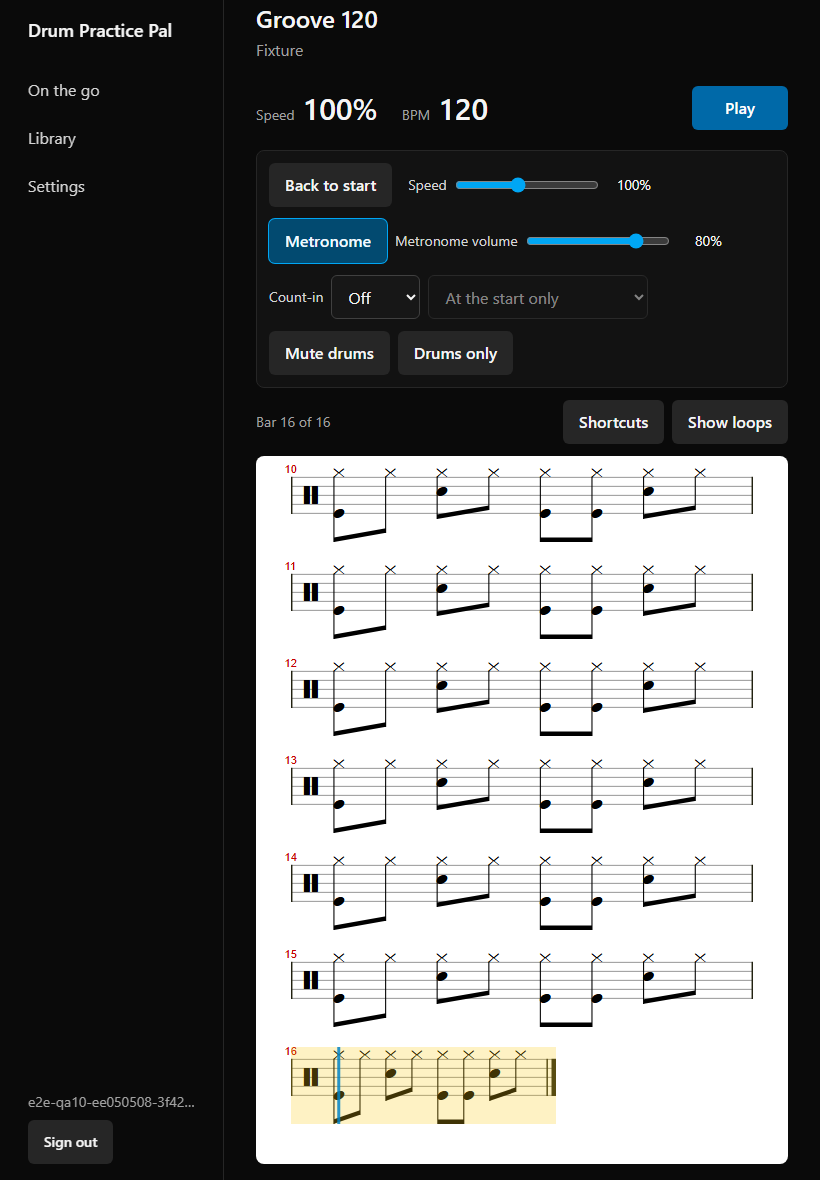 Drum Practice Pal
On the go
Library
Settings
Groove 120
Fixture
Speed 100% BPM 120
Play
Back to start Speed 100%
Metronome Metronome volume 80%
Count-in Off At the start only
Mute drums Drums only
Bar 16 of 16 Shortcuts Show loops
10
11
12
13
14
15
16
e2e-qa10-ee050508-3f42...
Sign out